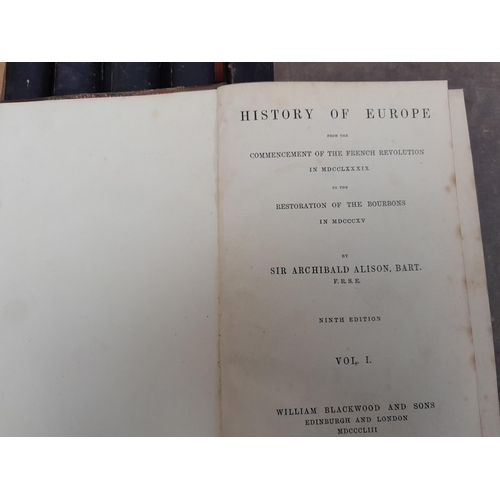 HISTORY OF EUROPE
FROM THE
COMMENCEMENT OF THE FRENCH REVOLUTION
IN MDCCLXXXIX
TO THE
RESTORATION OF THE BOURBONS
IN MDCCCXV
BY
SIR ARCHIBALD ALISON, BART.
F. R. S. E.
NINTH EDITION
VOL. I.
WILLIAM BLACKWOOD AND SONS
EDINBURGH AND LONDON
MDCCCLIII